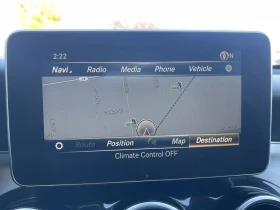 2:22
N
Navi Radio Media Phone Vehicle
Route Position Map Destination
Climate Control OFF